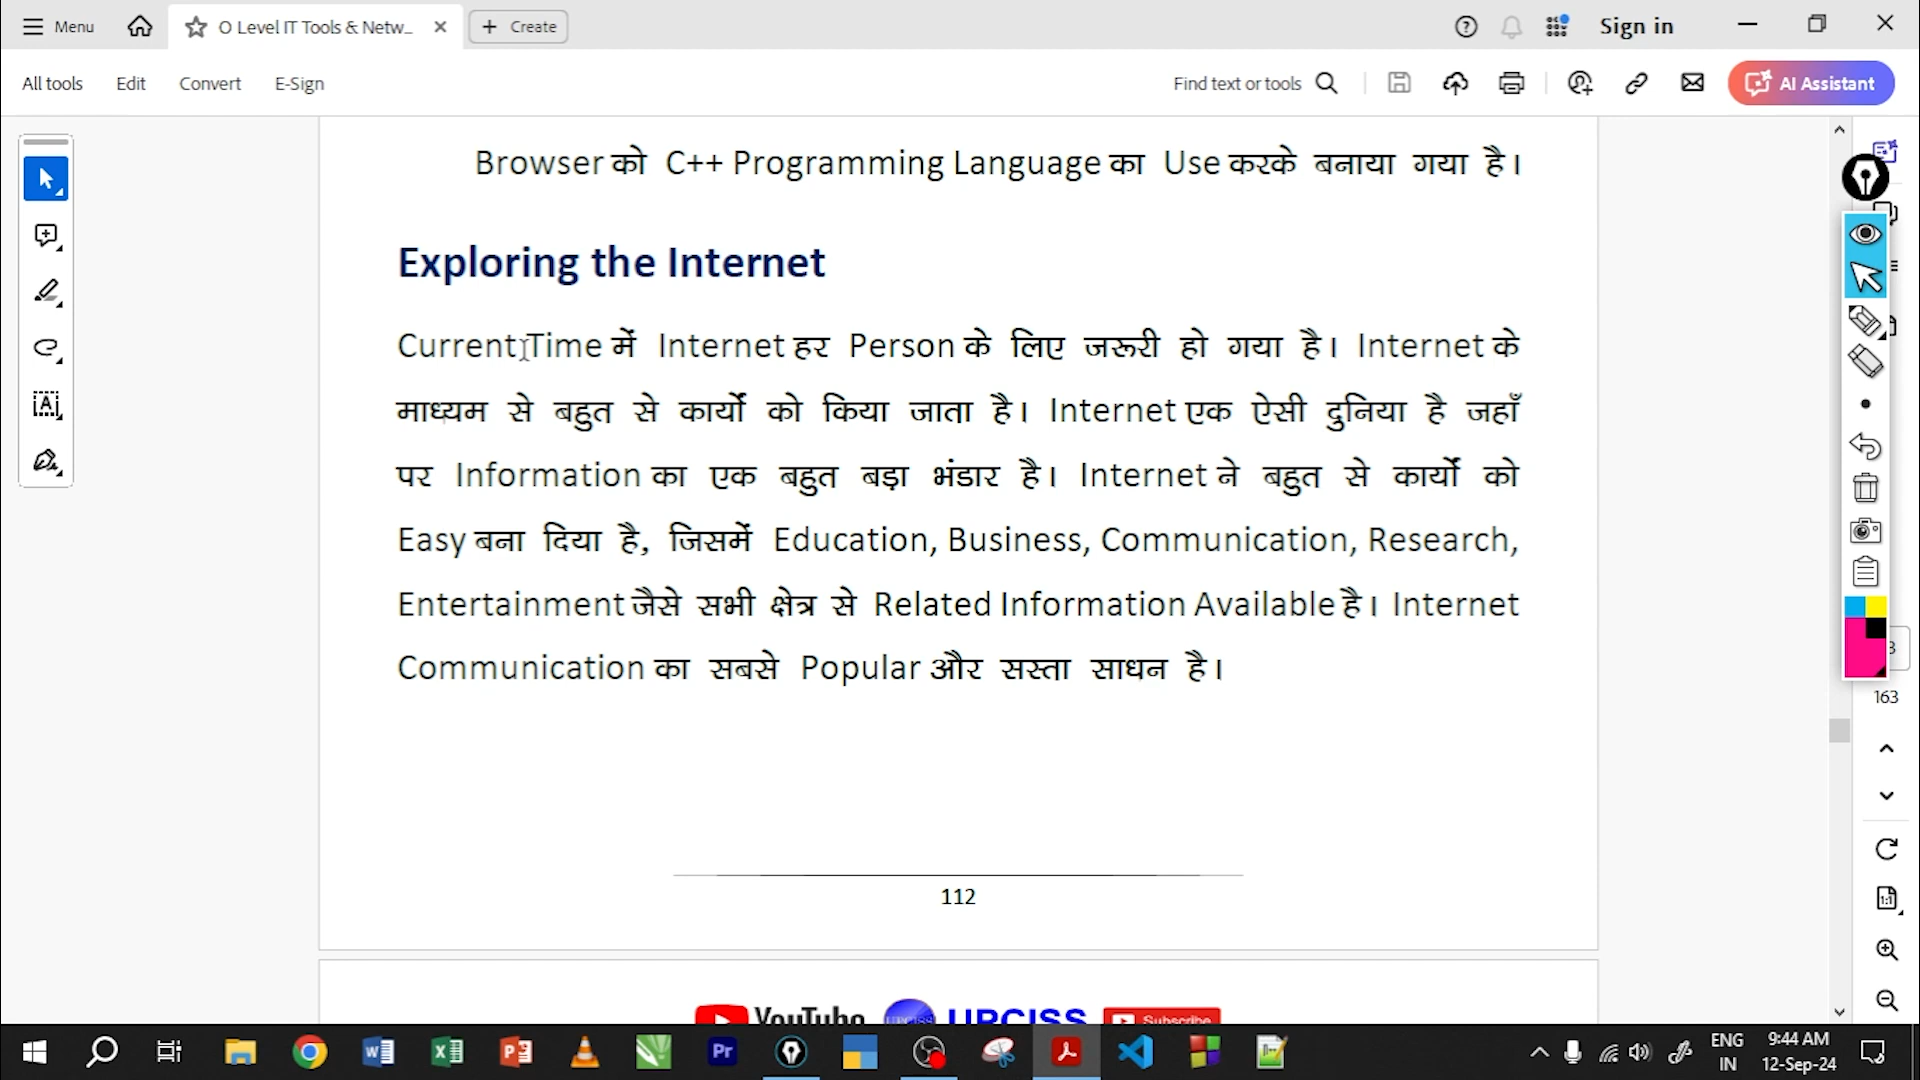 Menu
O Level IT Tools & Netw...
Create
Sign in
All tools
Edit
Convert
E-Sign
Find text or tools
AI Assistant
Browser को C++ Programming Language का Use करके बनाया गया है।
Exploring the Internet
Current Time में Internet हर Person के लिए जरूरी हो गया है। Internet के
माध्यम से बहुत से कार्यों को किया जाता है। Internet एक ऐसी दुनिया है जहाँ
पर Information का एक बहुत बड़ा भंडार है। Internet ने बहुत से कार्यों को
Easy बना दिया है, जिसमें Education, Business, Communication, Research,
Entertainment जैसे सभी क्षेत्र से Related Information Available है। Internet
Communication का सबसे Popular और सस्ता साधन है।
112
163
YouTube
UPCISS
Subscribe
ENG
IN
9:44 AM
12-Sep-24